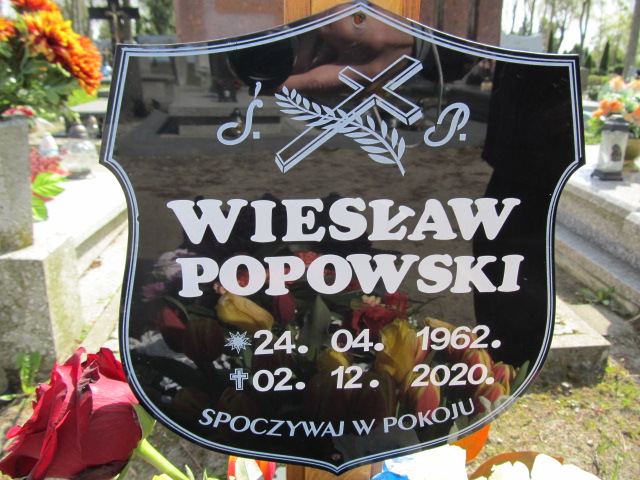 Ś. P.
WIESŁAW
POPOWSKI
24. 04. 1962.
02. 12. 2020.
SPOCZYWAJ W POKOJU